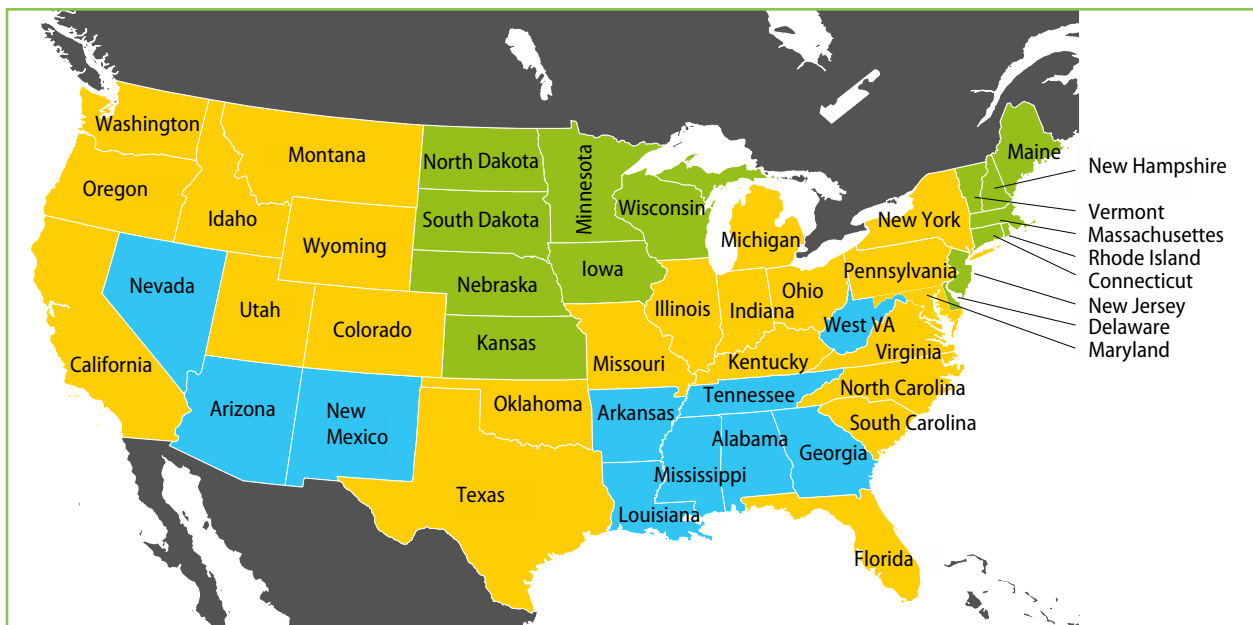 Washington
Montana
North Dakota
Minnesota
Maine
New Hampshire
Oregon
Idaho
South Dakota
Wisconsin
Vermont
New York
Massachusettes
Wyoming
Michigan
Rhode Island
Iowa
Pennsylvania
Connecticut
Nevada
Nebraska
Ohio
New Jersey
Utah
Colorado
Illinois
Indiana
West VA
Delaware
Kansas
Virginia
Maryland
California
Missouri
Kentucky
North Carolina
Arizona
New
Mexico
Oklahoma
Arkansas
Tennessee
South Carolina
Alabama
Georgia
Mississippi
Texas
Louisiana
Florida